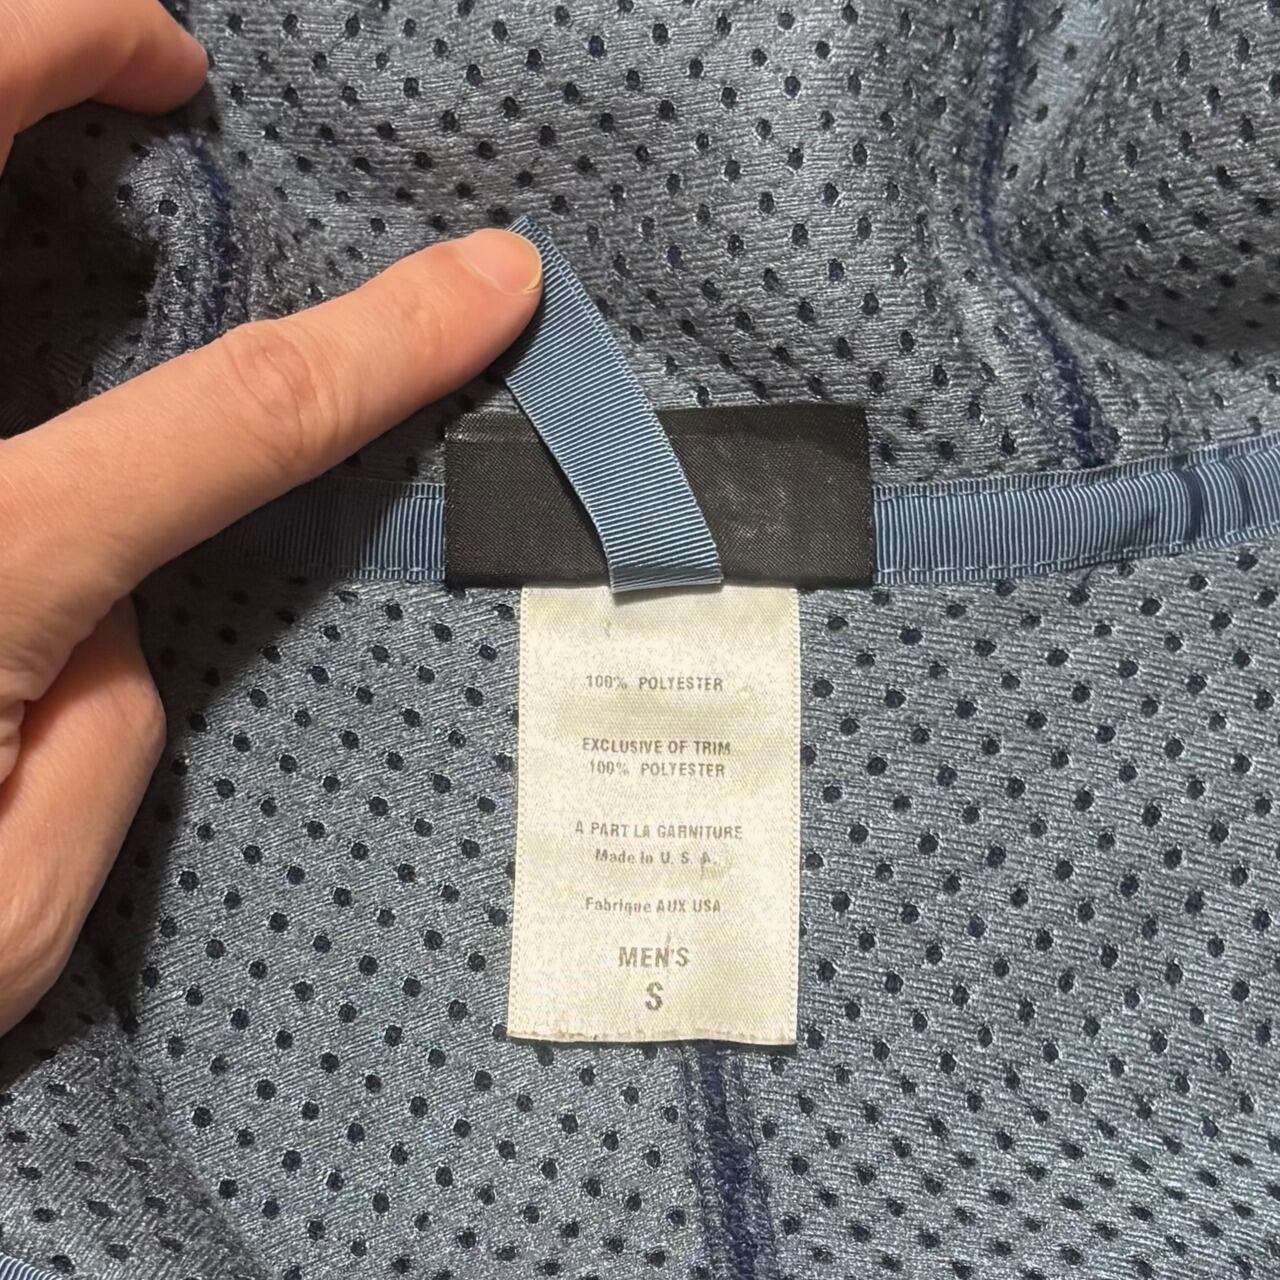 100% POLYESTER
EXCLUSIVE OF TRIM
100% POLYESTER
A PART LA GARNITURE
Made in U. S. A.
Fabrique AUX USA
MEN'S
S